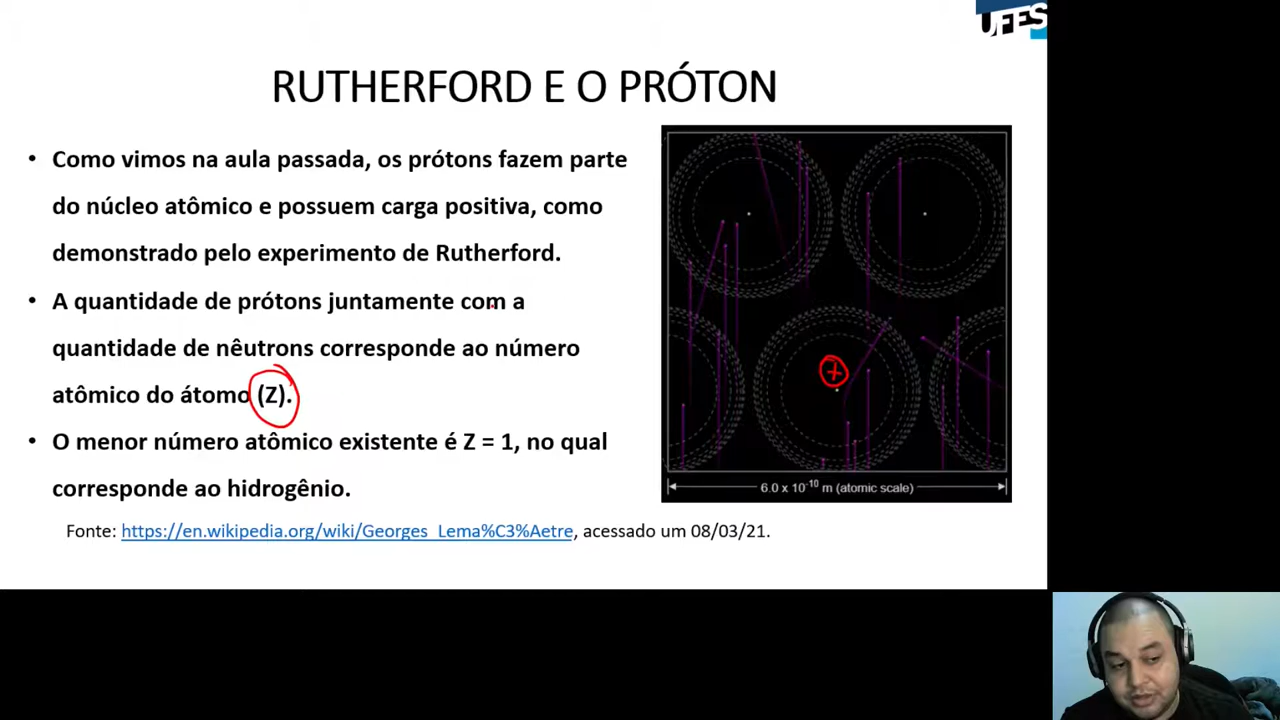 UFES
RUTHERFORD E O PRÓTON
• Como vimos na aula passada, os prótons fazem parte
do núcleo atômico e possuem carga positiva, como
demonstrado pelo experimento de Rutherford.
• A quantidade de prótons juntamente com a
quantidade de nêutrons corresponde ao número
atômico do átomo (Z).
• O menor número atômico existente é Z = 1, no qual
corresponde ao hidrogênio.
+
6.0 x 10⁻¹⁰ m (atomic scale)
Fonte: https://en.wikipedia.org/wiki/Georges_Lema%C3%Aetre, acessado um 08/03/21.